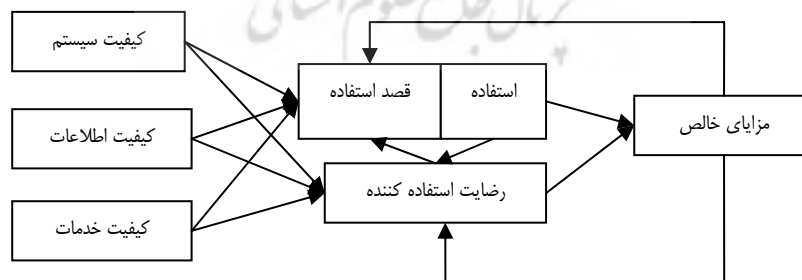 کیفیت سیستم
قصد استفاده
استفاده
مزایای خالص
کیفیت اطلاعات
رضایت استفاده کننده
کیفیت خدمات